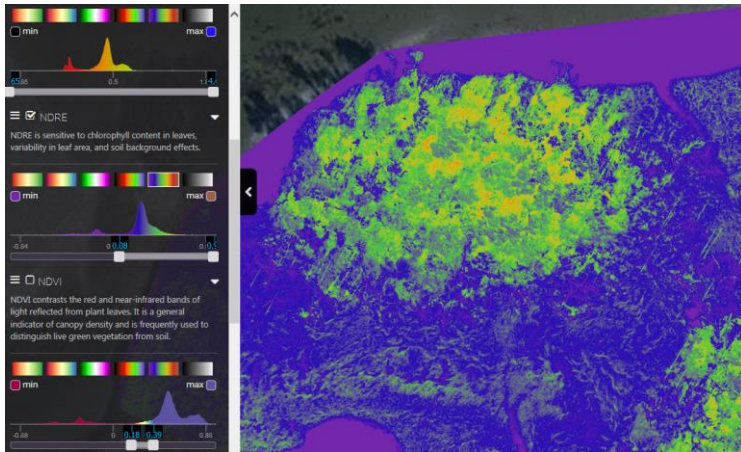 min max
0.5
NDRE
NDRE is sensitive to chlorophyll content in leaves,
variability in leaf area, and soil background effects.
min max
0.08
NDVI
NDVI contrasts the red and near-infrared bands of
light reflected from plant leaves. It is a general
indicator of canopy density and is frequently used to
distinguish live green vegetation from soil.
min max
0.18 0.39
-0.88 0 0.88